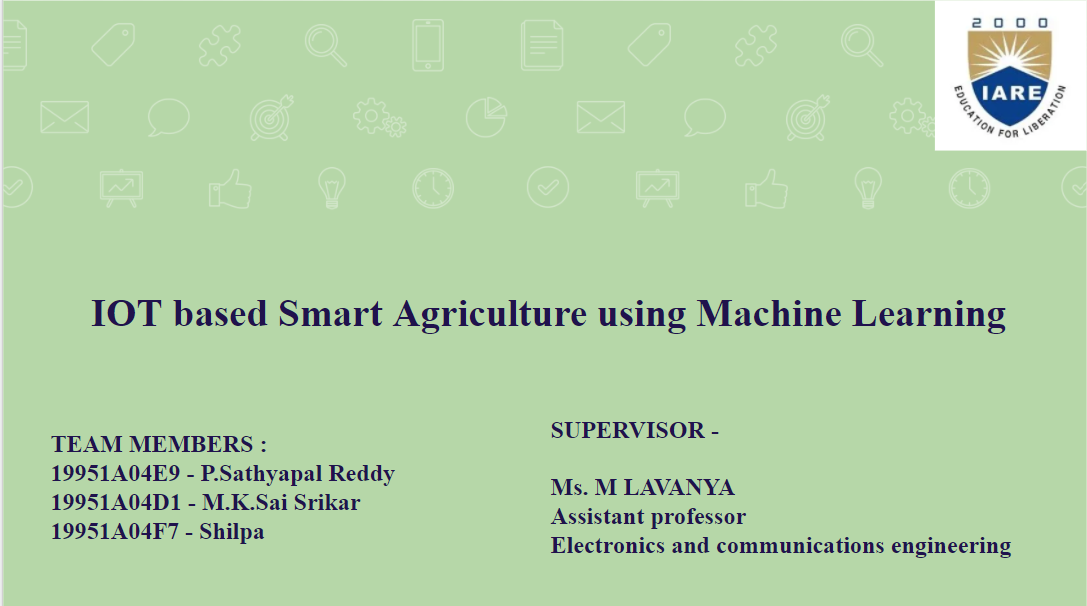 2000
IARE
EDUCATION FOR LIBERATION
IOT based Smart Agriculture using Machine Learning
TEAM MEMBERS :
19951A04E9 - P.Sathyapal Reddy
19951A04D1 - M.K.Sai Srikar
19951A04F7 - Shilpa
SUPERVISOR -
Ms. M LAVANYA
Assistant professor
Electronics and communications engineering